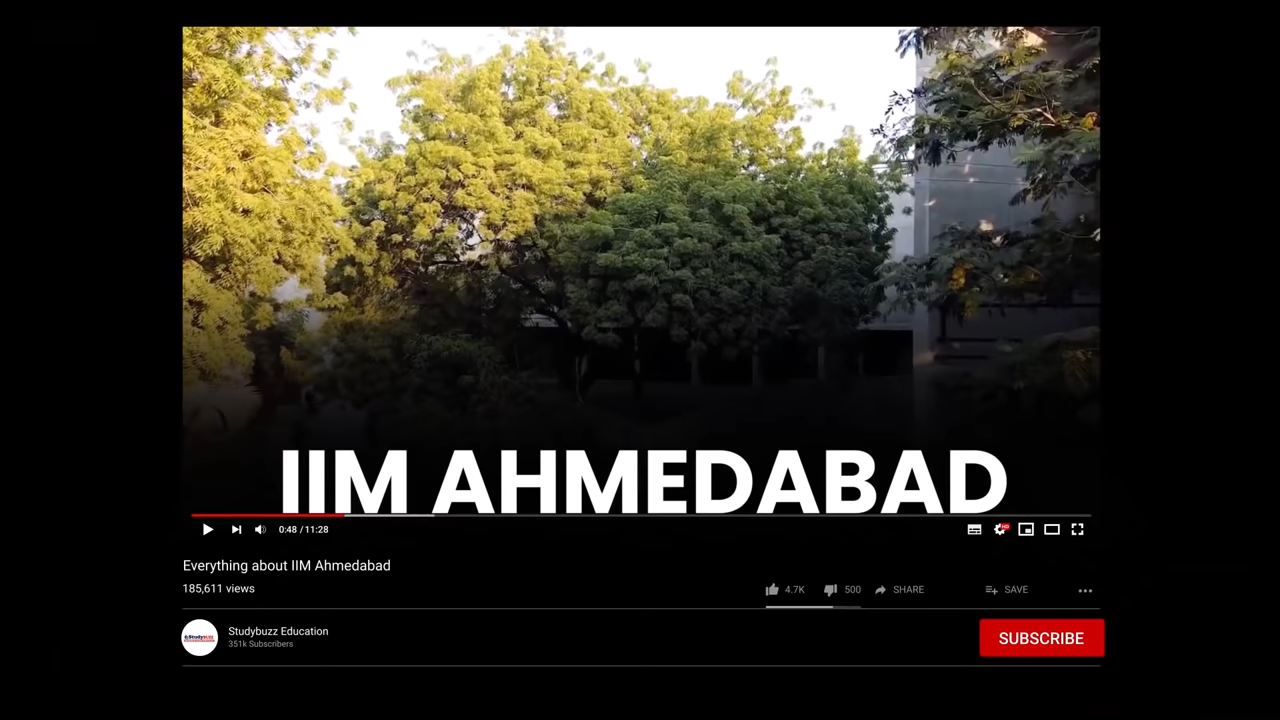 IIM AHMEDABAD
0:48 / 11:28
HD
Everything about IIM Ahmedabad
185,611 views
4.7K 500 SHARE SAVE
Studybuzz Education
351k Subscribers
SUBSCRIBE